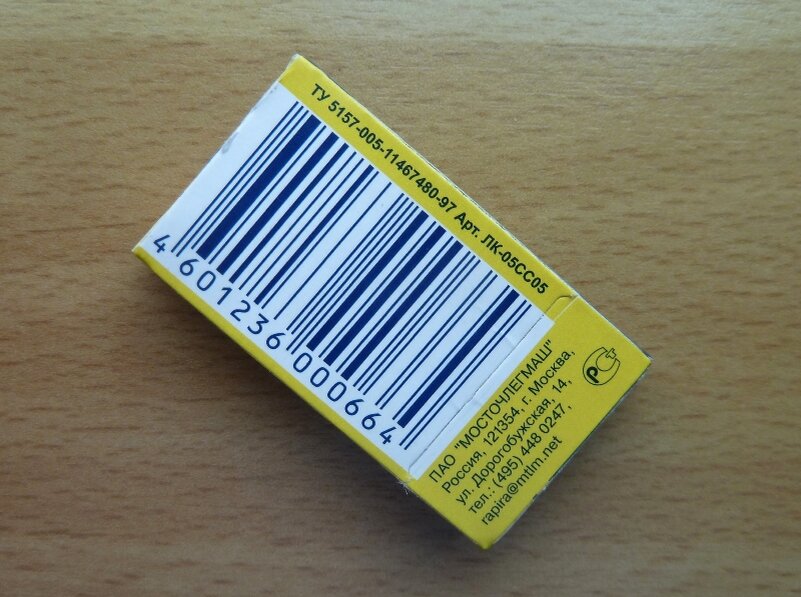 ТУ 5157-005-11467480-97 Арт. ЛК-05СС05
4 601236 000664
ПАО "МОСТОЧЛЕГМАШ"
Россия, 121354, г. Москва,
ул. Дорогобужская, 14,
тел.: (495) 448 0247,
rapira@mtlm.net
РС